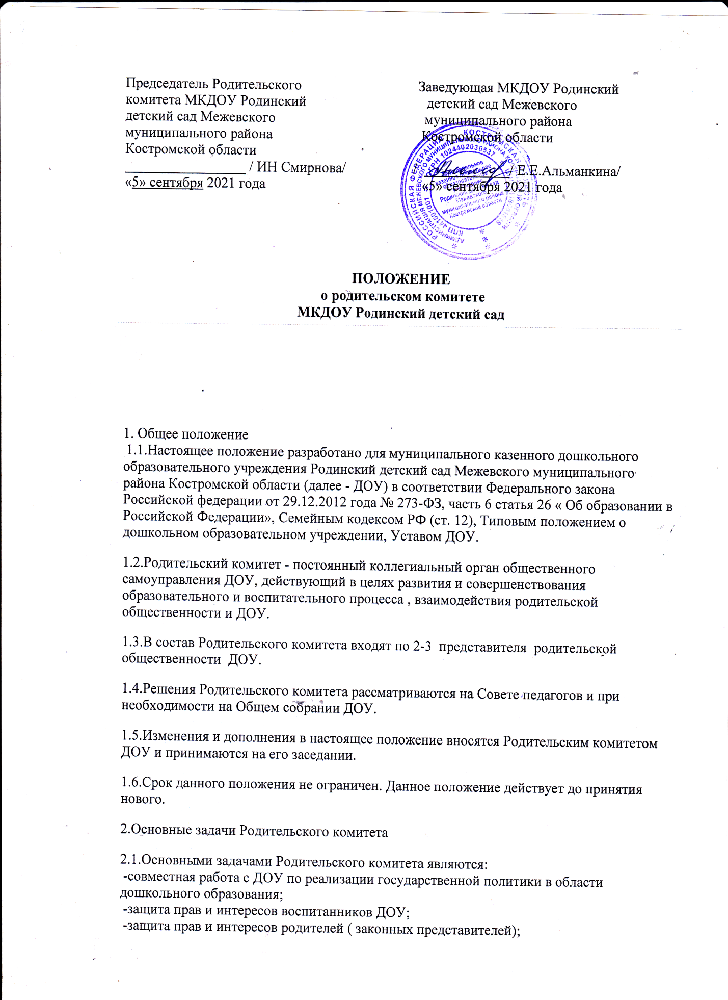 Председатель Родительского
комитета МКДОУ Родинский
детский сад Межевского
муниципального района
Костромской области
/ ИН Смирнова/
«5» сентября 2021 года
Заведующая МКДОУ Родинский
детский сад Межевского
муниципального района
Костромской области
/ Е.Е.Альманкина/
«5» сентября 2021 года
РОССИЙСКАЯ ФЕДЕРАЦИЯ
КОСТРОМСКАЯ
ОГРН 1024402036537
муниципальное
казенное
образовательное
Родинский
Межевского
муниципального района
Костромской области
ПОЛОЖЕНИЕ
о родительском комитете
МКДОУ Родинский детский сад
1. Общее положение
1.1.Настоящее положение разработано для муниципального казенного дошкольного
образовательного учреждения Родинский детский сад Межевского муниципального
района Костромской области (далее - ДОУ) в соответствии Федерального закона
Российской федерации от 29.12.2012 года № 273-ФЗ, часть 6 статья 26 « Об образовании в
Российской Федерации», Семейным кодексом РФ (ст. 12), Типовым положением о
дошкольном образовательном учреждении, Уставом ДОУ.
1.2.Родительский комитет - постоянный коллегиальный орган общественного
самоуправления ДОУ, действующий в целях развития и совершенствования
образовательного и воспитательного процесса , взаимодействия родительской
общественности и ДОУ.
1.3.В состав Родительского комитета входят по 2-3 представителя родительской
общественности ДОУ.
1.4.Решения Родительского комитета рассматриваются на Совете педагогов и при
необходимости на Общем собрании ДОУ.
1.5.Изменения и дополнения в настоящее положение вносятся Родительским комитетом
ДОУ и принимаются на его заседании.
1.6.Срок данного положения не ограничен. Данное положение действует до принятия
нового.
2.Основные задачи Родительского комитета
2.1.Основными задачами Родительского комитета являются:
-совместная работа с ДОУ по реализации государственной политики в области
дошкольного образования;
-защита прав и интересов воспитанников ДОУ;
-защита прав и интересов родителей ( законных представителей);